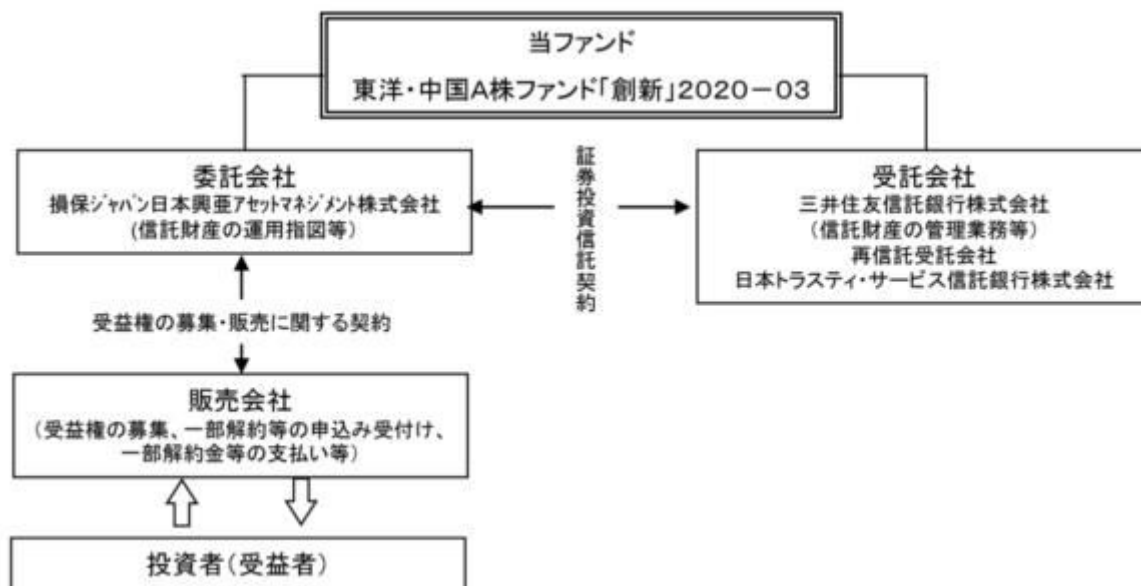 当ファンド
東洋・中国A株ファンド「創新」2020－03
委託会社
損保ジャパン日本興亜アセットマネジメント株式会社
(信託財産の運用指図等)
証券投資信託契約
受託会社
三井住友信託銀行株式会社
(信託財産の管理業務等)
再信託受託会社
日本トラスティ・サービス信託銀行株式会社
受益権の募集・販売に関する契約
販売会社
(受益権の募集、一部解約等の申込み受付け、
一部解約金等の支払い等)
投資者(受益者)